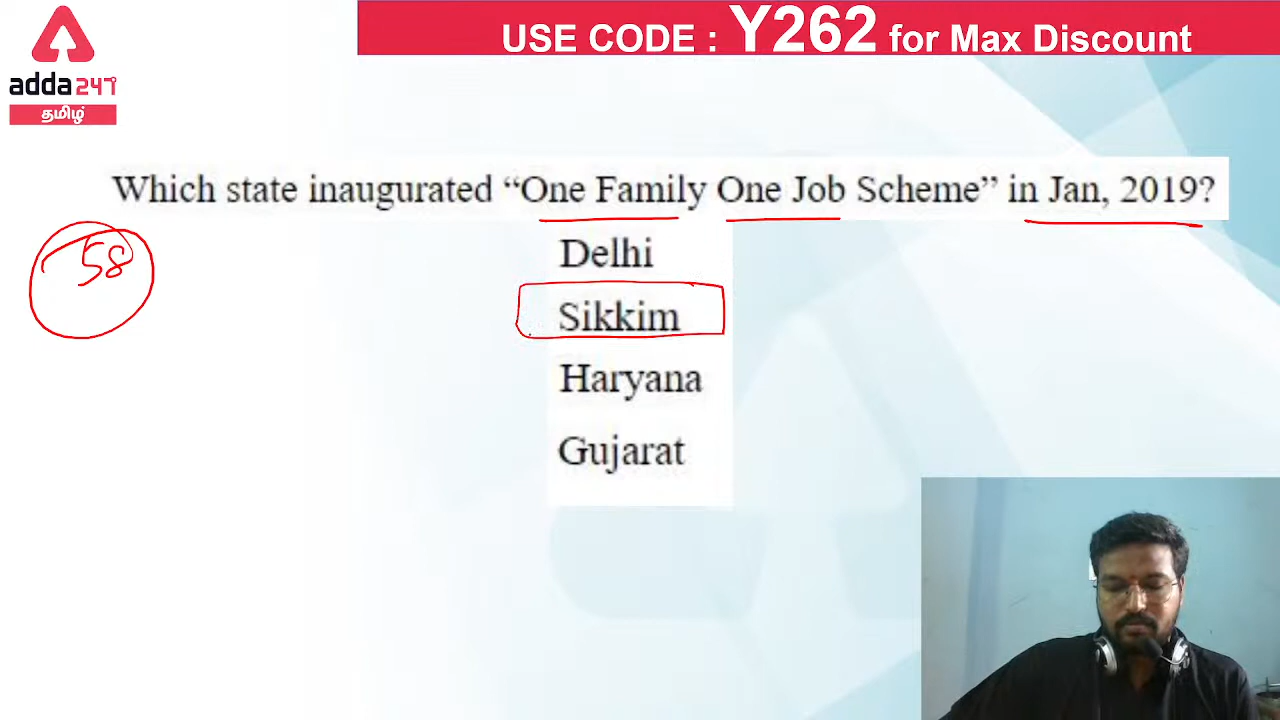 USE CODE : Y262 for Max Discount
adda247
தமிழ்
Which state inaugurated “One Family One Job Scheme” in Jan, 2019?
58
Delhi
Sikkim
Haryana
Gujarat